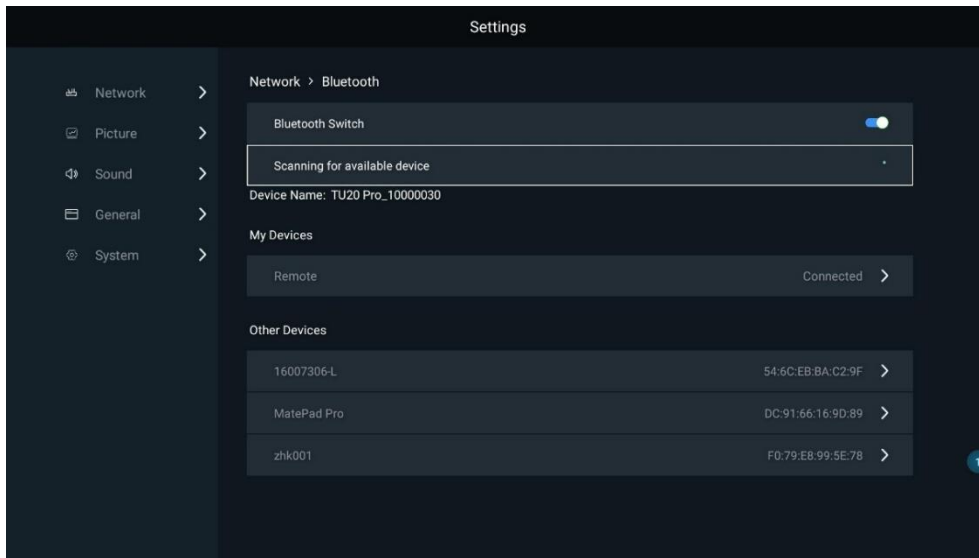 Settings
Network
Picture
Sound
General
System
Network > Bluetooth
Bluetooth Switch
Scanning for available device
Device Name: TU20 Pro_10000030
My Devices
Remote Connected
Other Devices
16007306-L 54:6C:EB:BA:C2:9F
MatePad Pro DC:91:66:16:9D:89
zhk001 F0:79:E8:99:5E:78